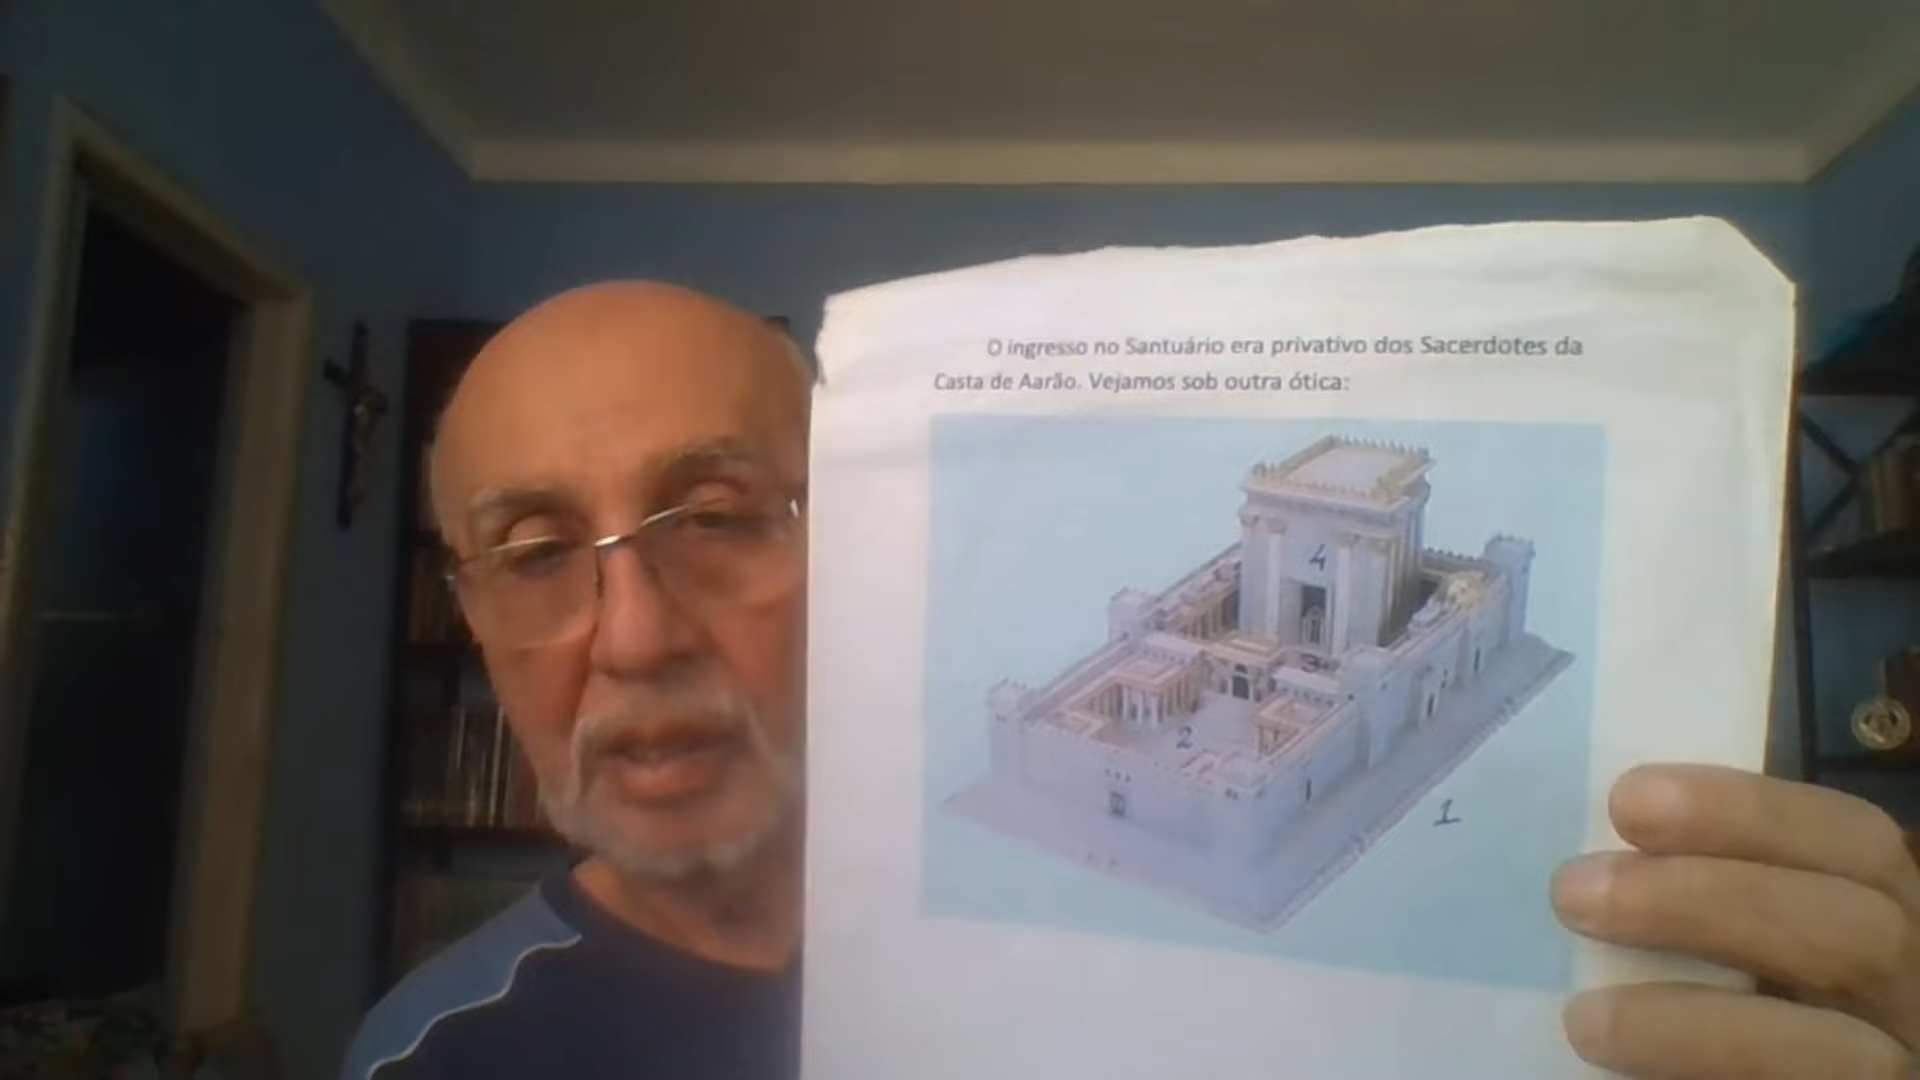 O ingresso no Santuário era privativo dos Sacerdotes da
Casta de Aarão. Vejamos sob outra ótica:
4
3
2
1